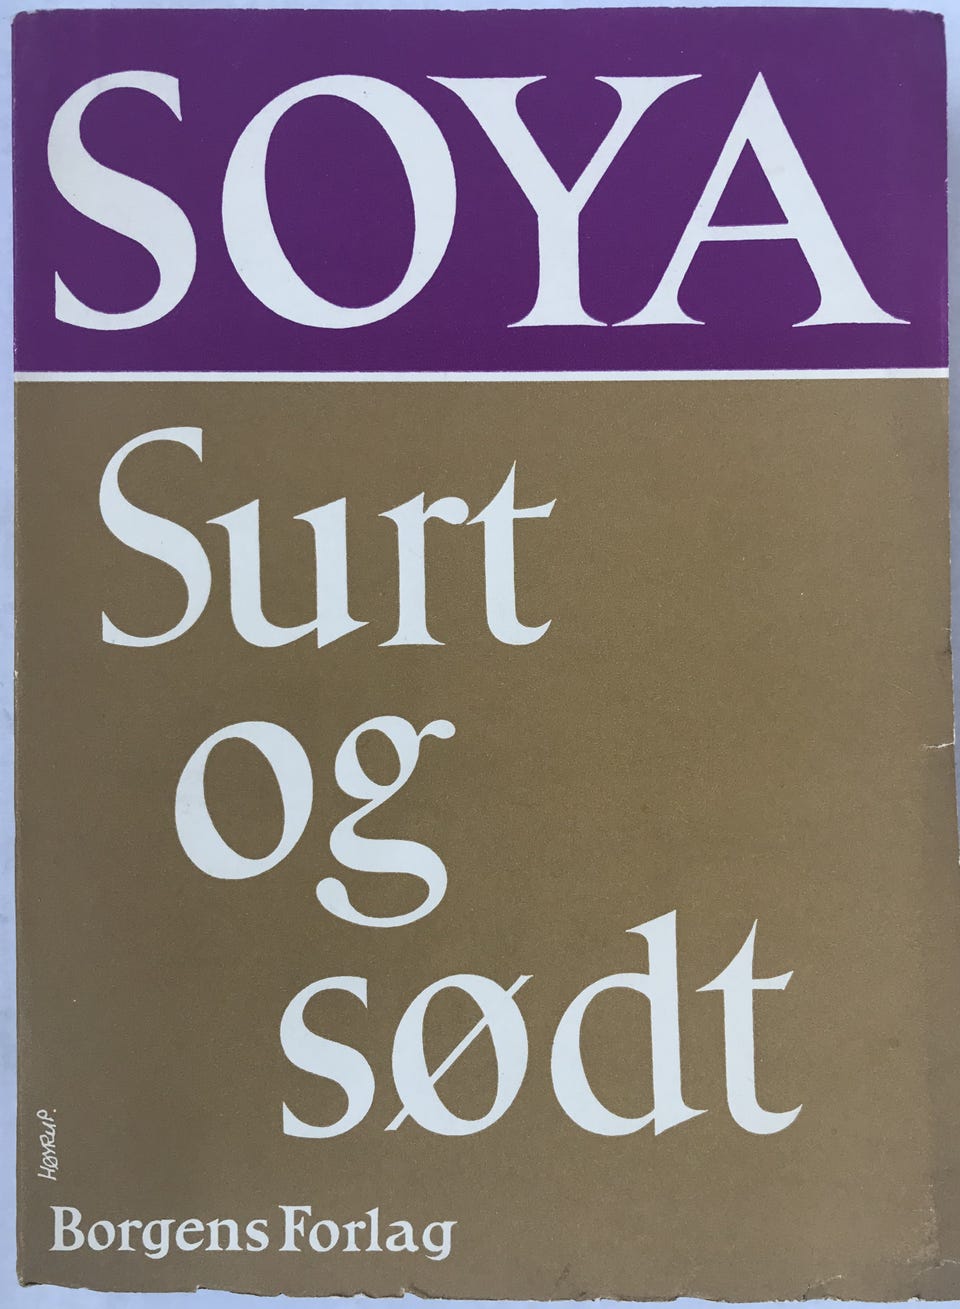 SOYA
Surt
og
sødt
HØYRUP.
Borgens Forlag